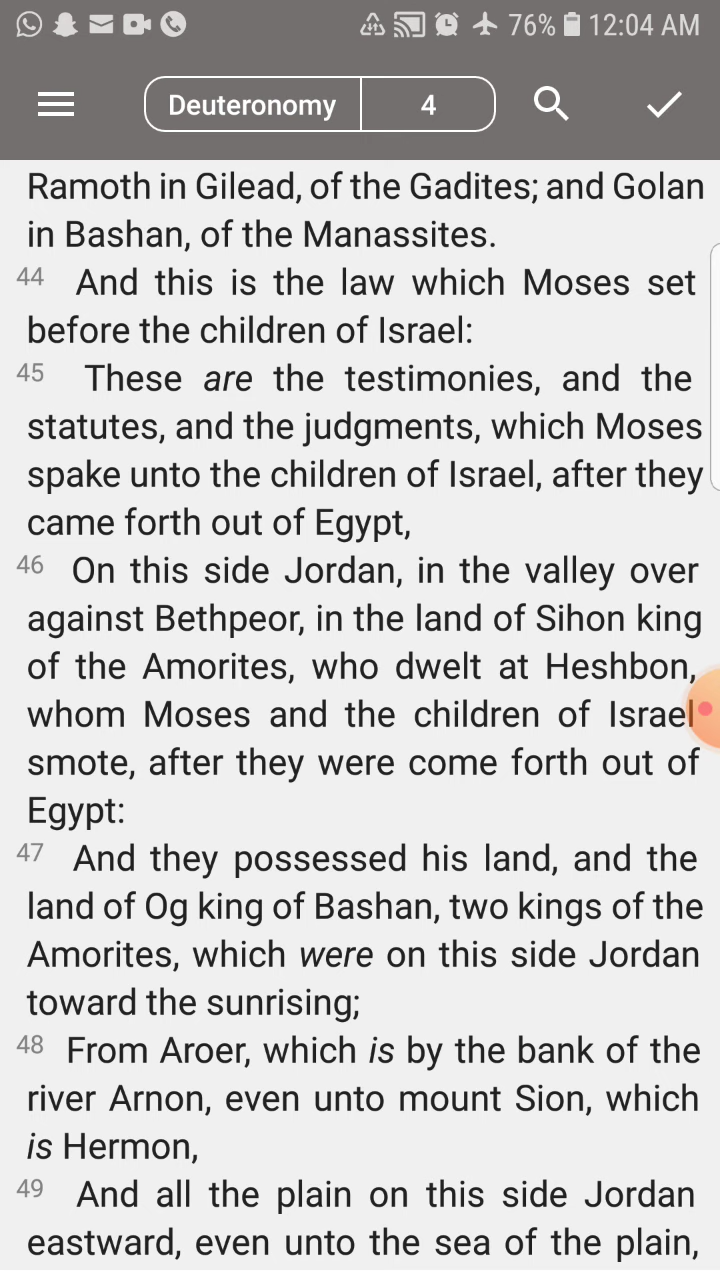 76% 12:04 AM
Deuteronomy 4
Ramoth in Gilead, of the Gadites; and Golan
in Bashan, of the Manassites.
44 And this is the law which Moses set
before the children of Israel:
45 These are the testimonies, and the
statutes, and the judgments, which Moses
spake unto the children of Israel, after they
came forth out of Egypt,
46 On this side Jordan, in the valley over
against Bethpeor, in the land of Sihon king
of the Amorites, who dwelt at Heshbon,
whom Moses and the children of Israel
smote, after they were come forth out of
Egypt:
47 And they possessed his land, and the
land of Og king of Bashan, two kings of the
Amorites, which were on this side Jordan
toward the sunrising;
48 From Aroer, which is by the bank of the
river Arnon, even unto mount Sion, which
is Hermon,
49 And all the plain on this side Jordan
eastward, even unto the sea of the plain,